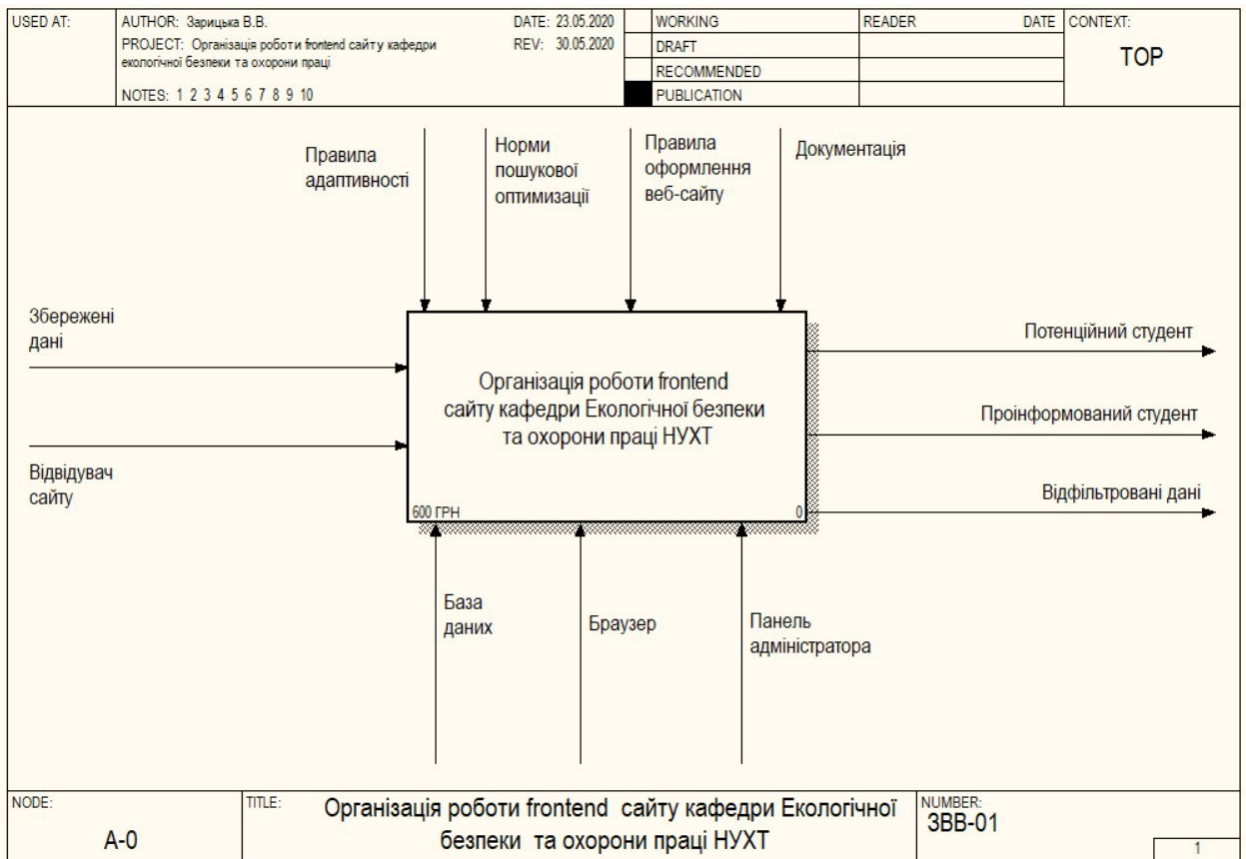 USED AT:
AUTHOR: Зарицька В.В.
DATE: 23.05.2020
PROJECT: Організація роботи frontend сайту кафедри
екологічної безпеки та охорони праці
REV: 30.05.2020
NOTES: 1 2 3 4 5 6 7 8 9 10
WORKING
DRAFT
RECOMMENDED
PUBLICATION
READER
DATE
CONTEXT:
TOP
Правила
адаптивності
Норми
пошукової
оптимизації
Правила
оформлення
веб-сайту
Документація
Збережені
дані
Відвідувач
сайту
Організація роботи frontend
сайту кафедри Екологічної безпеки
та охорони праці НУХТ
600 ГРН
0
Потенційний студент
Проінформований студент
Відфільтровані дані
База
даних
Браузер
Панель
адміністратора
NODE:
A-0
TITLE:
Організація роботи frontend сайту кафедри Екологічної
безпеки та охорони праці НУХТ
NUMBER:
ЗВВ-01
1